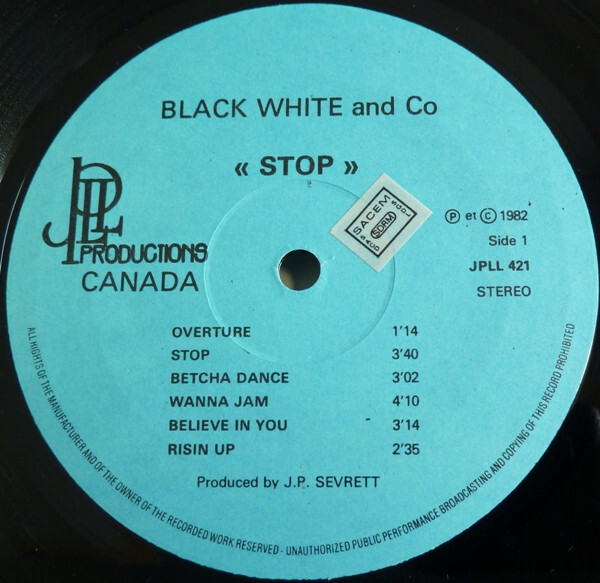 BLACK WHITE and Co
« STOP »
JPLL
PRODUCTIONS
CANADA
SACEM
SDRM
SACD
SGDL
Ⓟ et Ⓒ 1982
Side 1
JPLL 421
STEREO
OVERTURE 1'14
STOP 3'40
BETCHA DANCE 3'02
WANNA JAM 4'10
BELIEVE IN YOU 3'14
RISIN UP 2'35
Produced by J.P. SEVRETT
ALL RIGHTS OF THE MANUFACTURER AND OF THE OWNER OF THE RECORDED WORK RESERVED - UNAUTHORIZED PUBLIC PERFORMANCE BROADCASTING AND COPYING OF THIS RECORD PROHIBITED